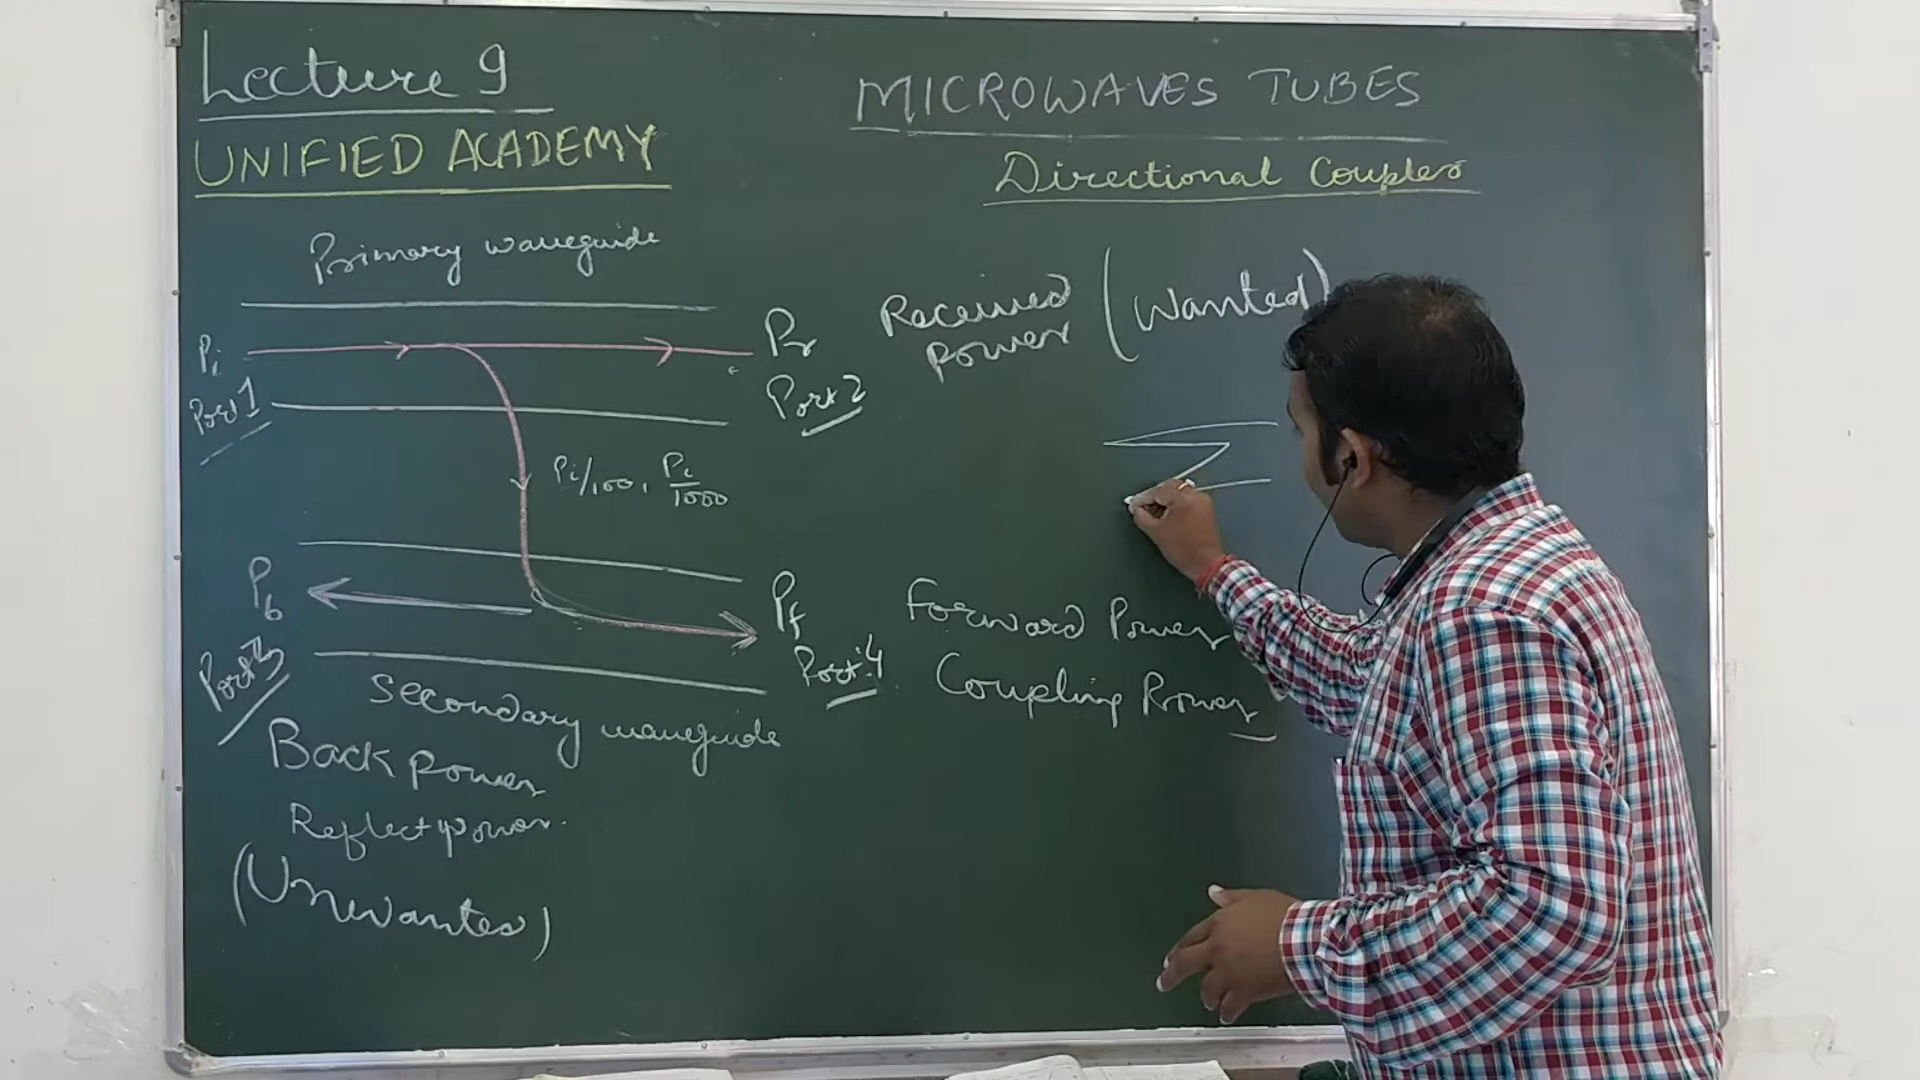 Lecture 9
UNIFIED ACADEMY
MICROWAVES TUBES
Directional Coupler
Primary waveguide
Pi
Port 1
Pr
Port 2
Received
Power
(Wanted)
Pi/100, Pi/1000
Pb
Port 3
Pf
Port:4
Forward Power
Coupling Power
Secondary waveguide
Back power
Reflect power.
(Unwanted)